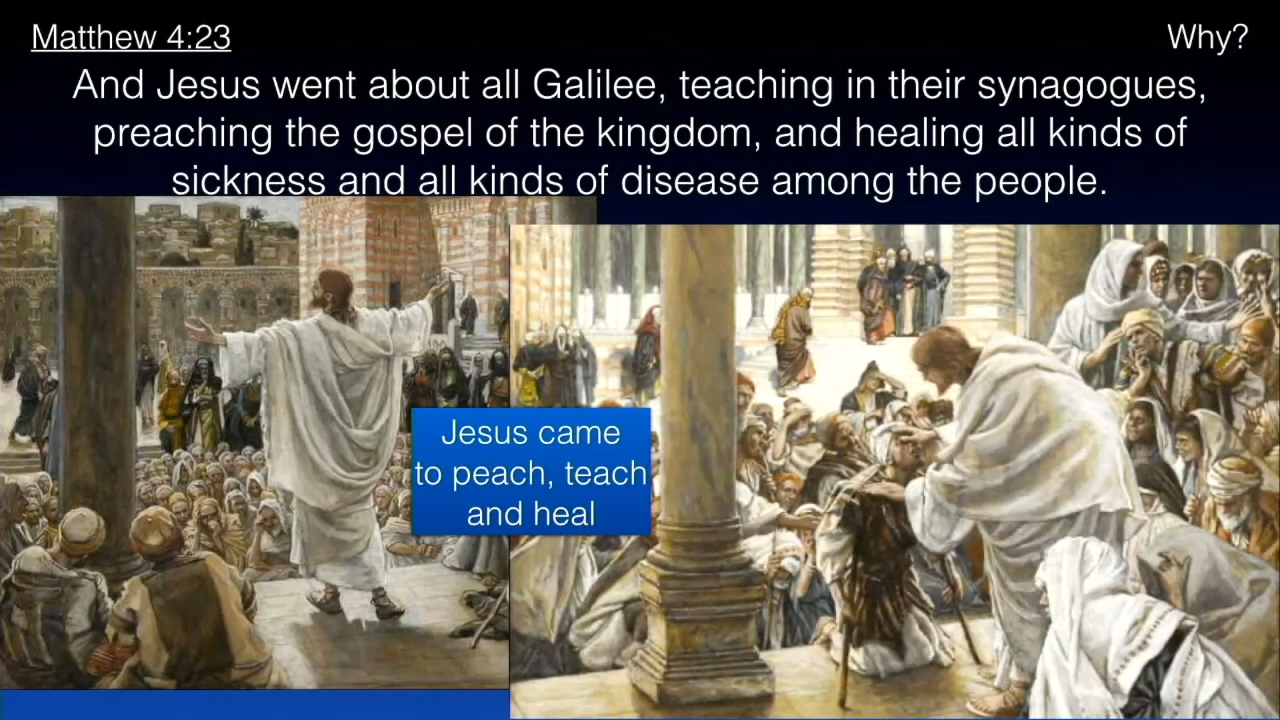 Matthew 4:23
Why?
And Jesus went about all Galilee, teaching in their synagogues,
preaching the gospel of the kingdom, and healing all kinds of
sickness and all kinds of disease among the people.
Jesus came
to peach, teach
and heal